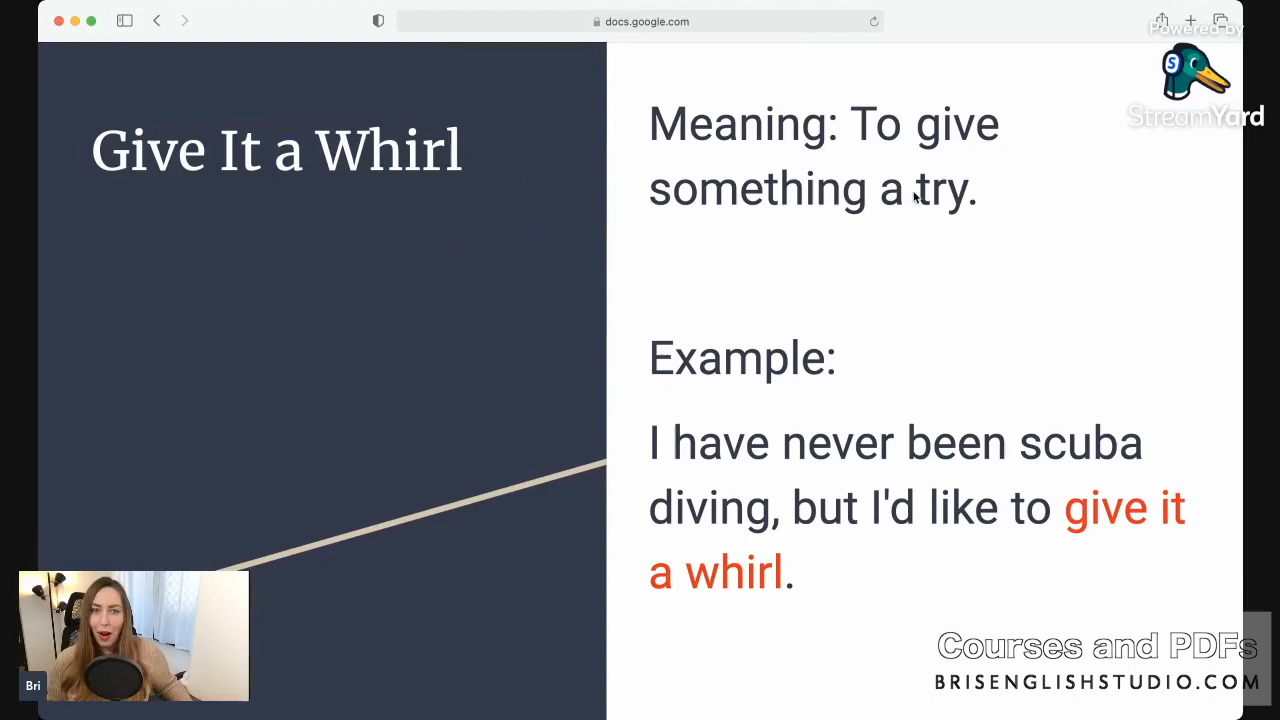 docs.google.com
Powered by
StreamYard
Give It a Whirl
Meaning: To give
something a try.
Example:
I have never been scuba
diving, but I'd like to give it
a whirl.
Bri
Courses and PDFs
BRISENGLISHSTUDIO.COM